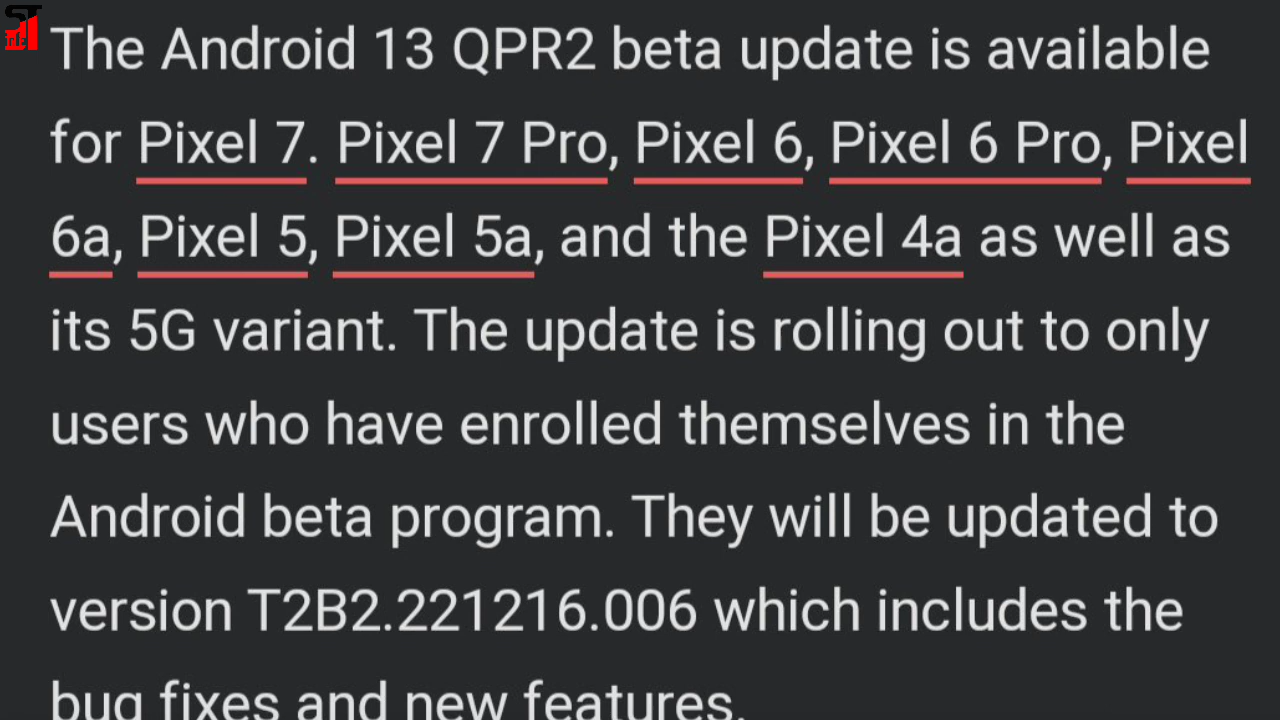 ST
info
The Android 13 QPR2 beta update is available
for Pixel 7. Pixel 7 Pro, Pixel 6, Pixel 6 Pro, Pixel
6a, Pixel 5, Pixel 5a, and the Pixel 4a as well as
its 5G variant. The update is rolling out to only
users who have enrolled themselves in the
Android beta program. They will be updated to
version T2B2.221216.006 which includes the
bug fixes and new features.